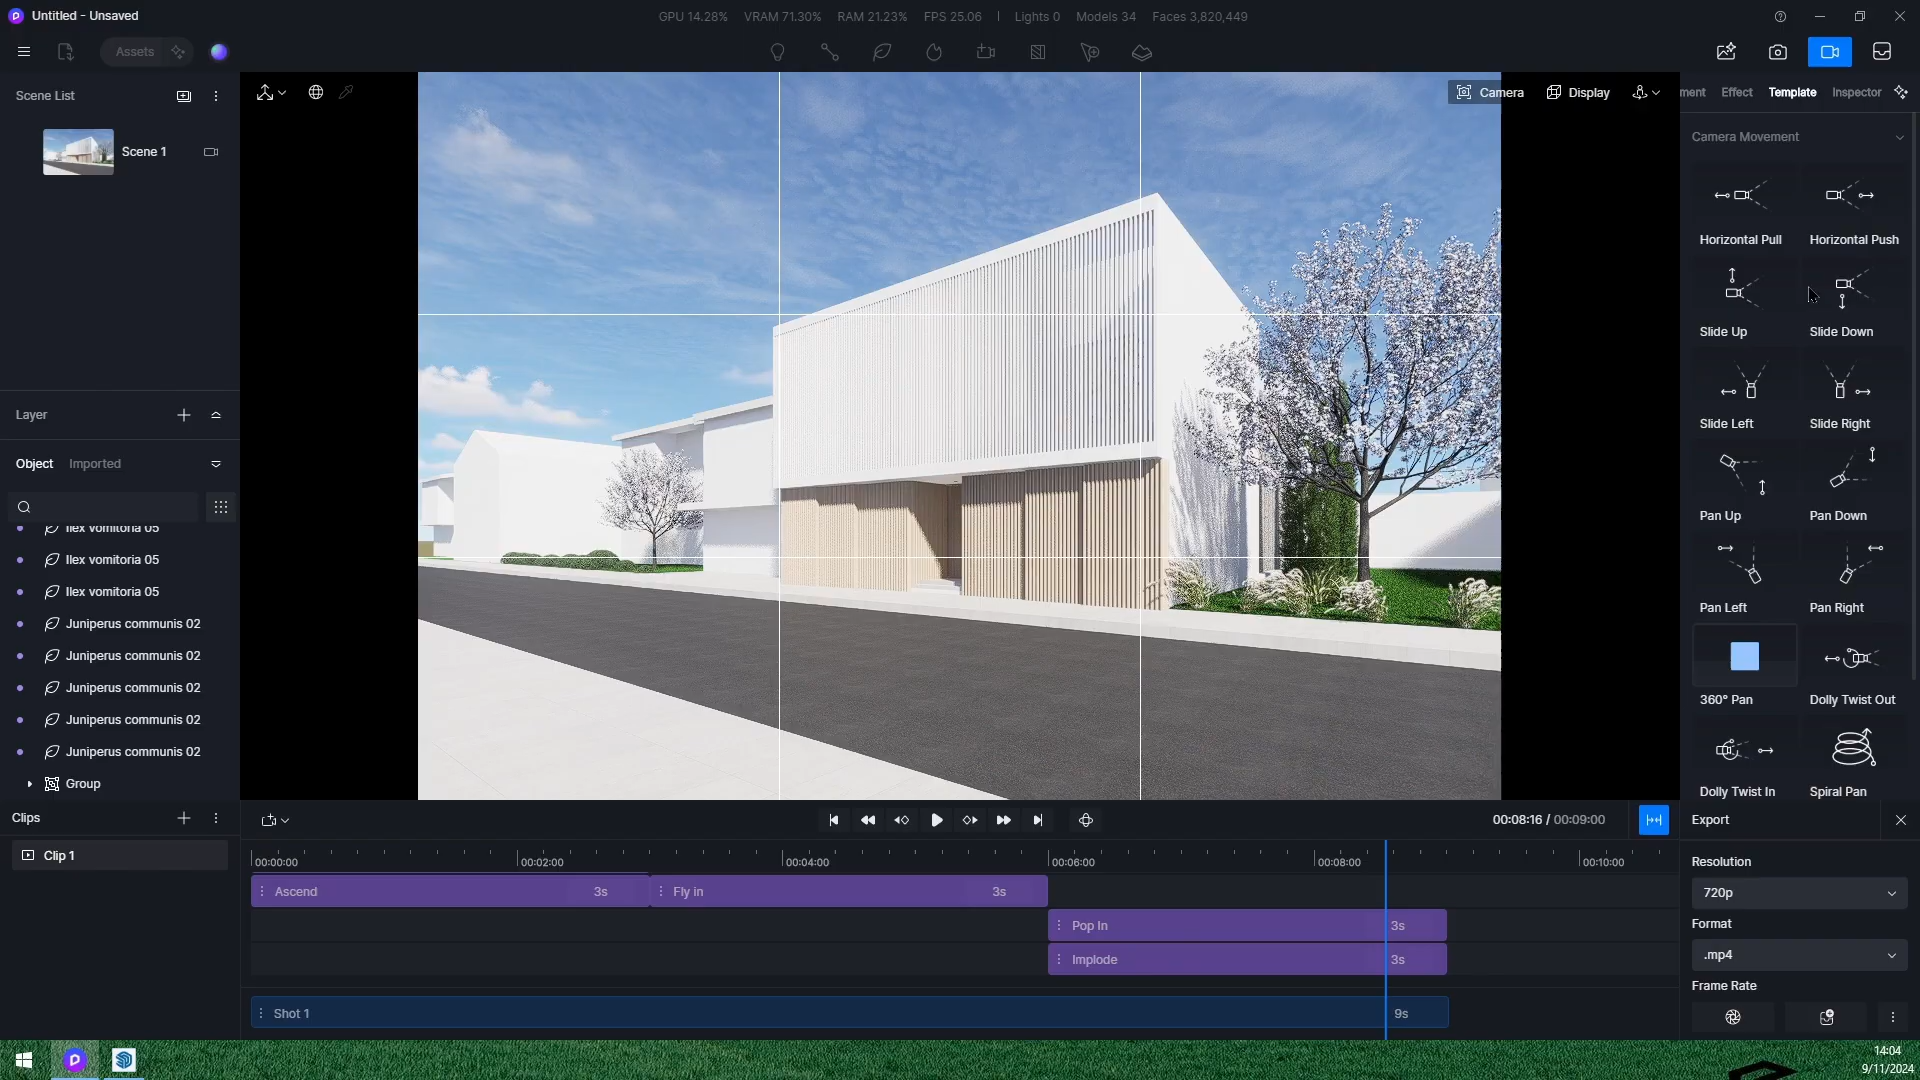 Untitled - Unsaved
GPU 14.28% VRAM 71.30% RAM 21.23% FPS 25.06 | Lights 0 Models 34 Faces 3,820,449
Assets
Scene List
Scene 1
Layer
Object Imported
Ilex vomitoria 05
Ilex vomitoria 05
Ilex vomitoria 05
Juniperus communis 02
Juniperus communis 02
Juniperus communis 02
Juniperus communis 02
Juniperus communis 02
Group
Camera Display
ment Effect Template Inspector
Camera Movement
Horizontal Pull Horizontal Push
Slide Up Slide Down
Slide Left Slide Right
Pan Up Pan Down
Pan Left Pan Right
360° Pan Dolly Twist Out
Dolly Twist In Spiral Pan
Clips
Clip 1
00:08:16 / 00:09:00
00:00:00 00:02:00 00:04:00 00:06:00 00:08:00 00:10:00
Ascend 3s Fly in 3s
Pop In 3s
Implode 3s
Shot 1 9s
Export
Resolution
720p
Format
.mp4
Frame Rate
14:04
9/11/2024